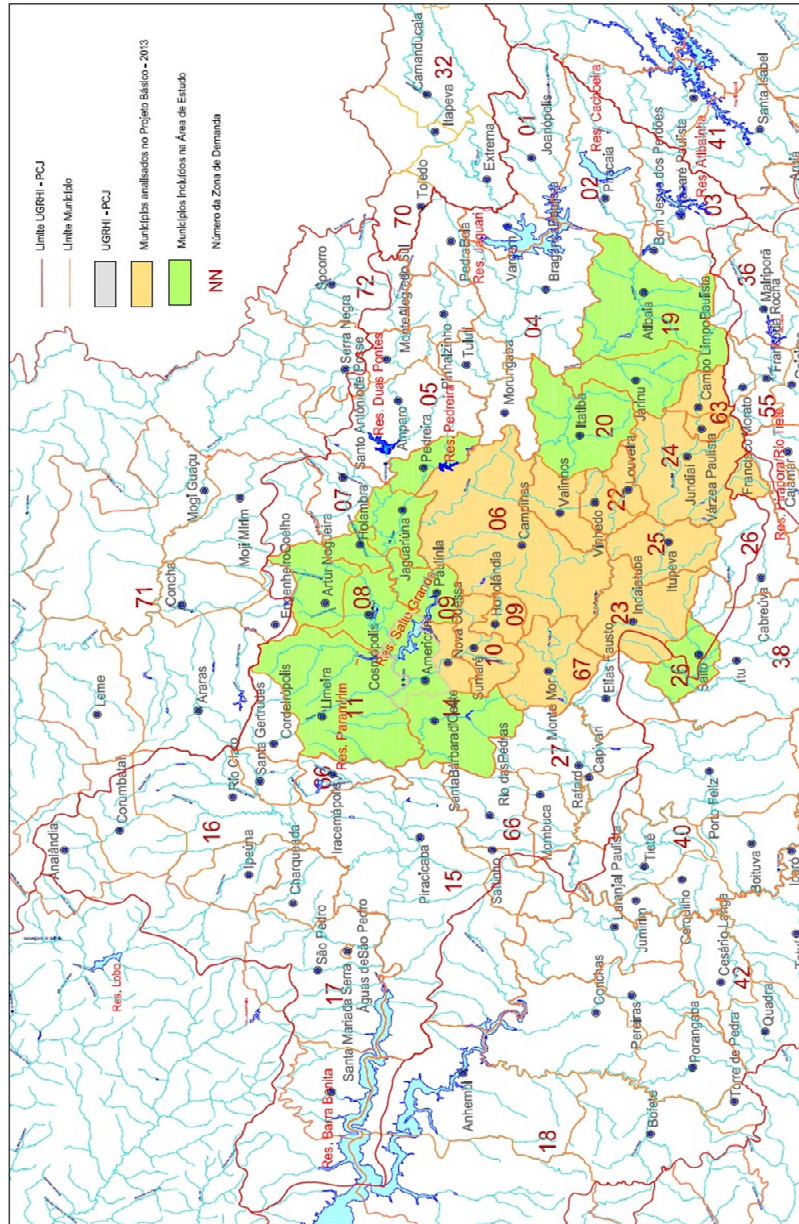 Limite UGRHI - PCJ
Limite Município
UGRHI - PCJ
Municípios analisados no Projeto Básico - 2013
Municípios Incluídos na Área de Estudo
NN
Número da Zona de Demanda
Analândia
Corumbataí
Leme
Araras
Concha
71
Mogi Guaçu
Moji Mirim
Res. Lobo
16
Rio Claro
Santa Gertrudes
Cordeirópolis
Engenheiro Coelho
07
Ipeúna
Charqueada
Santo Antônio de Posse
Serra Negra
Socorro
72
São Pedro
17
Santa Maria da Serra
Águas de São Pedro
Res. Barra Bonita
Iracemápolis
Res. Paramirim
Limeira
11
Artur Nogueira
Holambra
Cosmópolis
08
Res. Duas Pontes
Monte Alegre do Sul
70
Toledo
Camanducaia
Itapeva
32
Amparo
05
Pedreira
Res. Pedreira
Pinhalzinho
Tuiuti
Pedra Bela
Res. Jaguari
Extrema
Jaguariúna
Paulínia
09
Res. Salto Grande
Americana
Nova Odessa
14
Piracicaba
15
Saltinho
66
Rio das Pedras
Mombuca
Anhembi
18
Sumaré
10
Hortolândia
09
Campinas
06
Morungaba
04
Vargem
Bragança Paulista
Joanópolis
01
Res. Cachoeira
02
Piracaia
Monte Mor
67
27
Rafard
Capivari
Elias Fausto
Valinhos
Vinhedo
22
Louveira
Itatiba
20
Jarinu
Atibaia
19
Bom Jesus dos Perdões
Nazaré Paulista
03
Res. Atibainha
41
Santa Isabel
23
Indaiatuba
25
Itupeva
24
Jundiaí
Várzea Paulista
Campo Limpo Paulista
63
Francisco Morato
55
Franco da Rocha
Mairiporã
36
Cajamar
Res. Pirapora/Rio Tietê
26
Salto
Itu
38
Cabreúva
26
Laranjal Paulista
Jumirim
Tietê
Cerquilho
40
Porto Feliz
Boituva
Conchas
Pereiras
Porangaba
Cesário Lange
42
Torre de Pedra
Quadra
Bofete